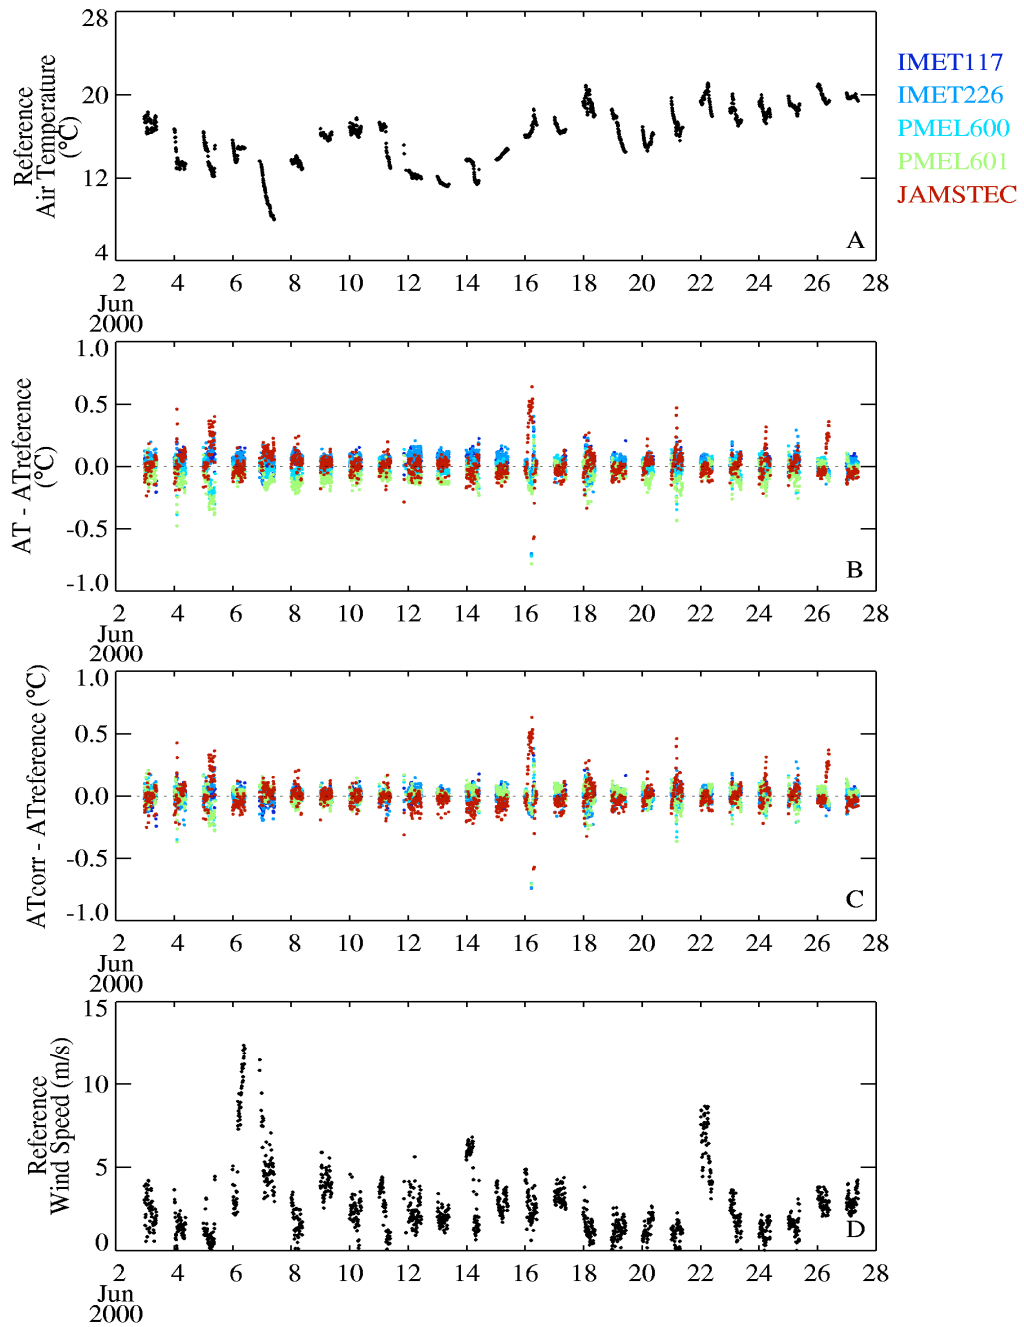 28
20
12
4
Reference
Air Temperature
(°C)
A
2 4 6 8 10 12 14 16 18 20 22 24 26 28
Jun
2000
IMET117
IMET226
PMEL600
PMEL601
JAMSTEC
1.0
0.5
0.0
-0.5
-1.0
AT - ATreference
(°C)
B
2 4 6 8 10 12 14 16 18 20 22 24 26 28
Jun
2000
1.0
0.5
0.0
-0.5
-1.0
ATcorr - ATreference (°C)
C
2 4 6 8 10 12 14 16 18 20 22 24 26 28
Jun
2000
15
10
5
0
Reference
Wind Speed (m/s)
D
2 4 6 8 10 12 14 16 18 20 22 24 26 28
Jun
2000